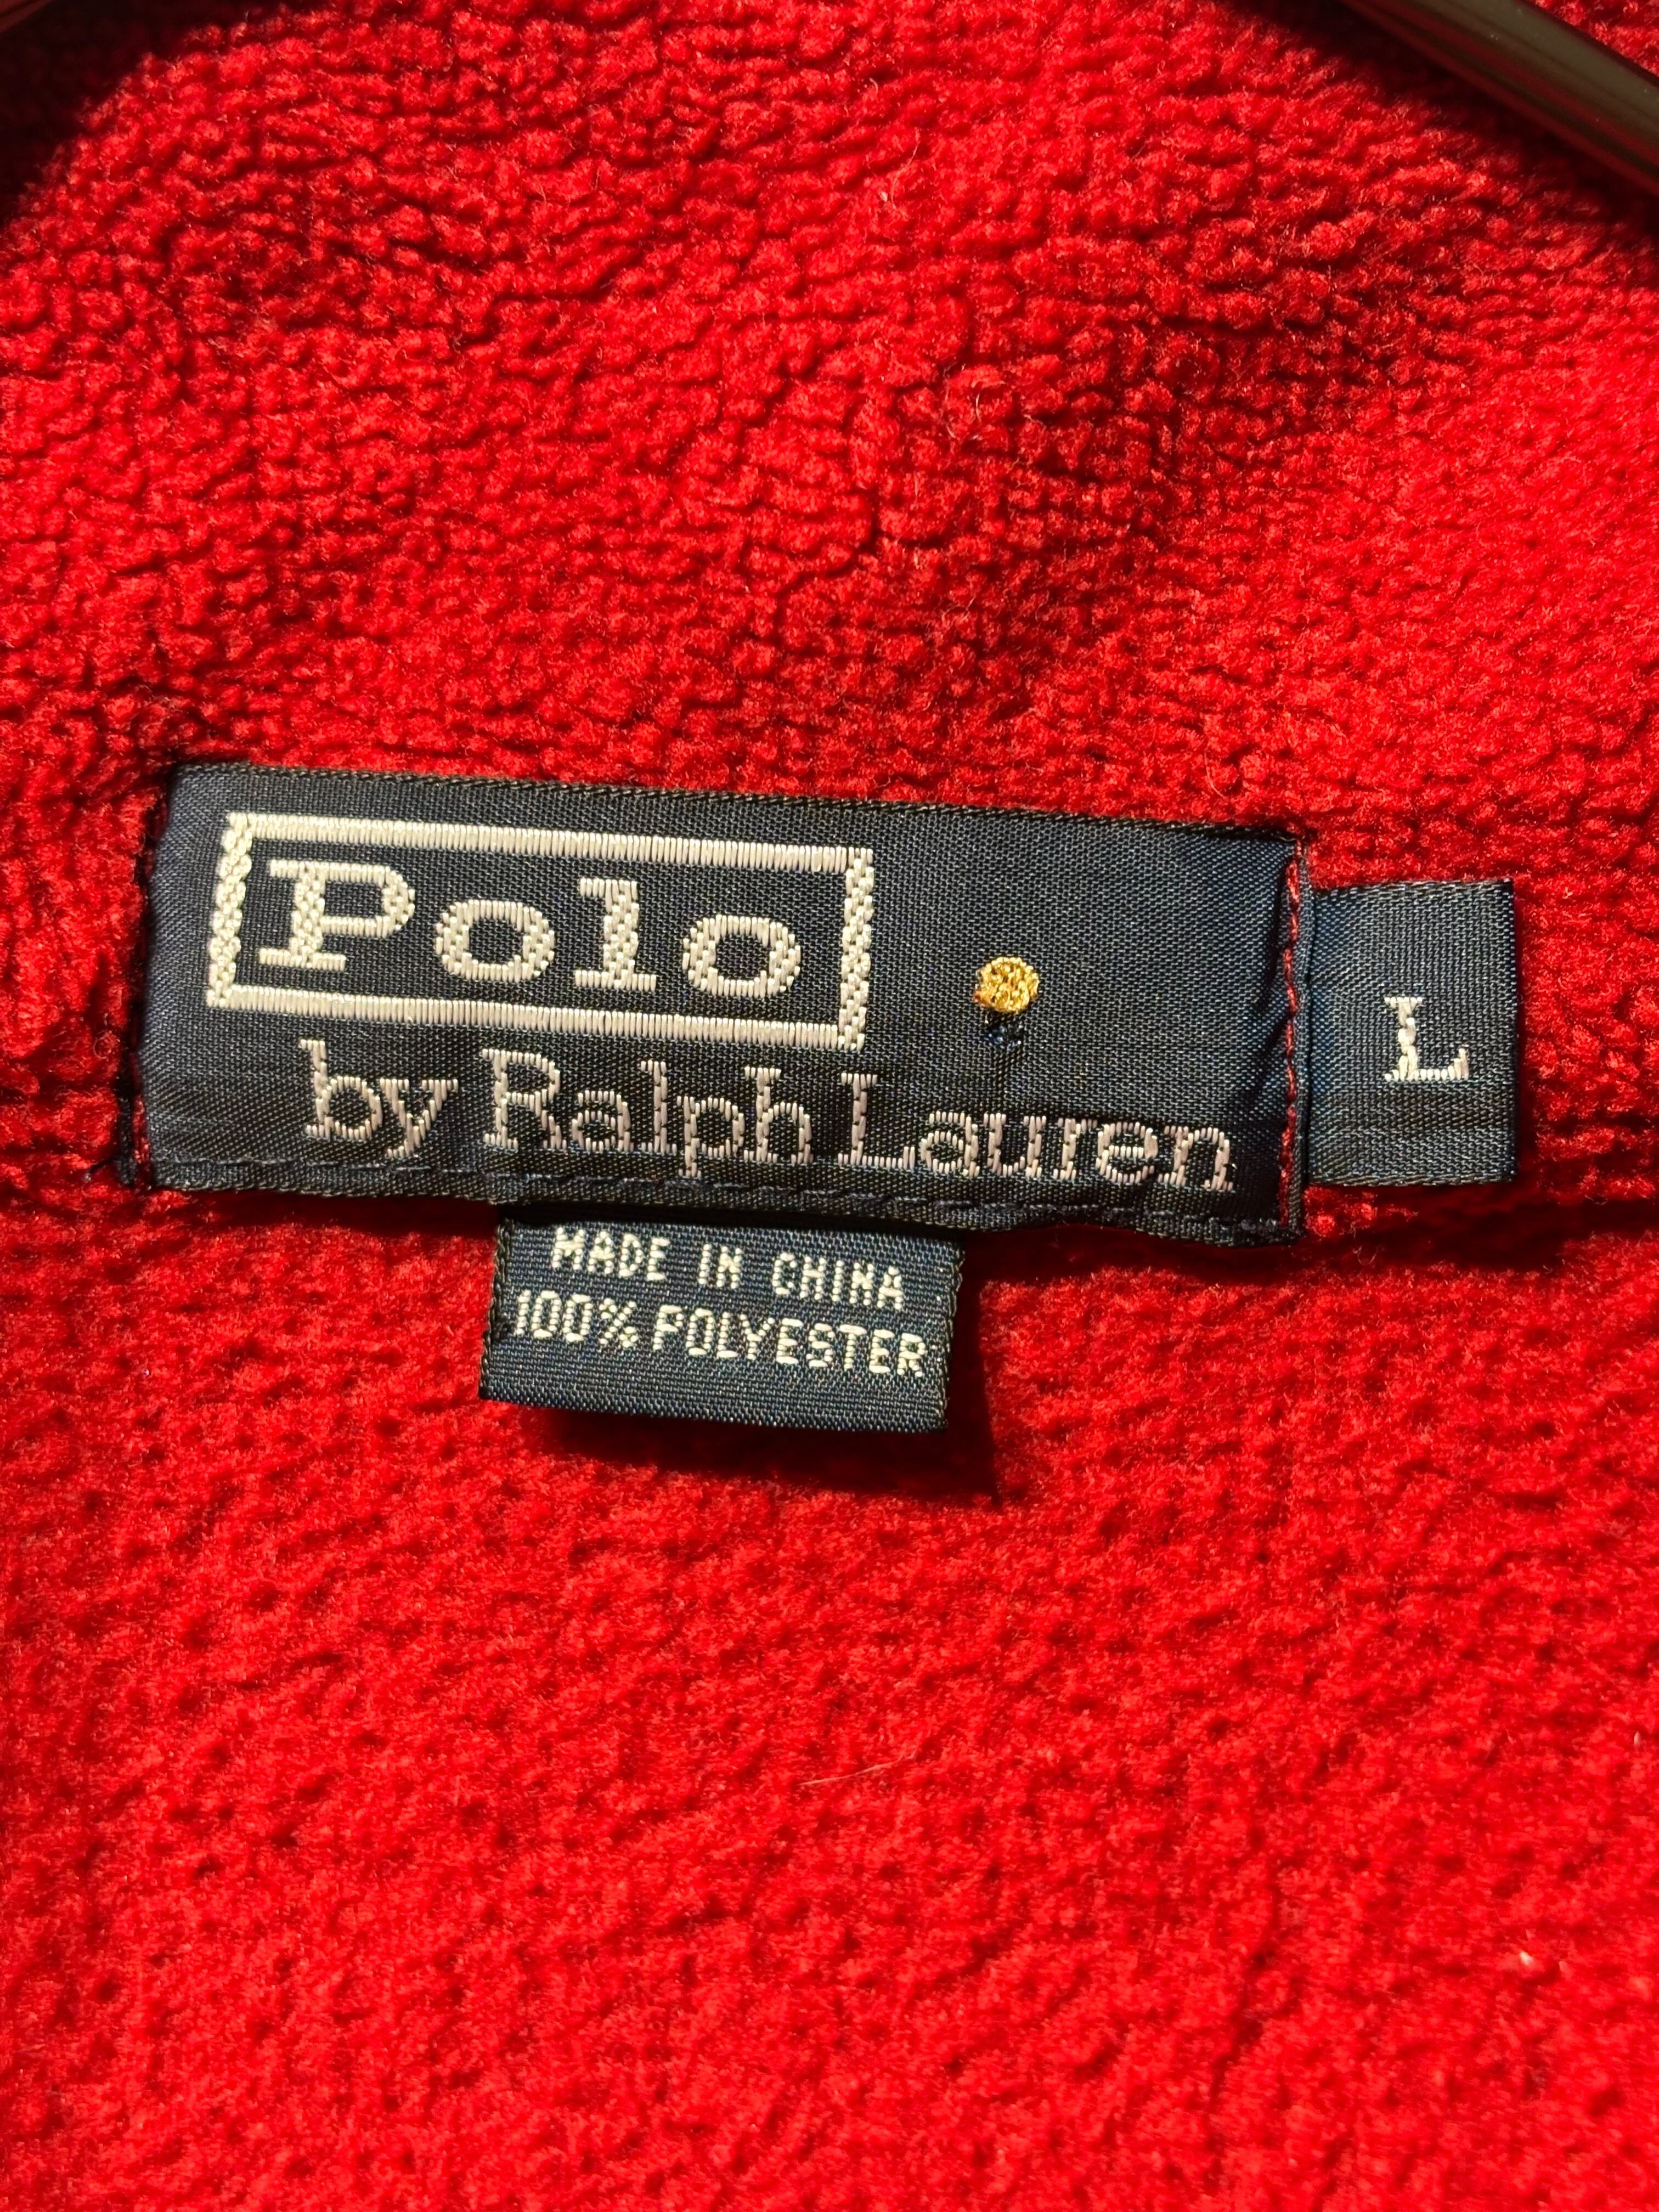 Polo
by Ralph Lauren
L
MADE IN CHINA
100% POLYESTER